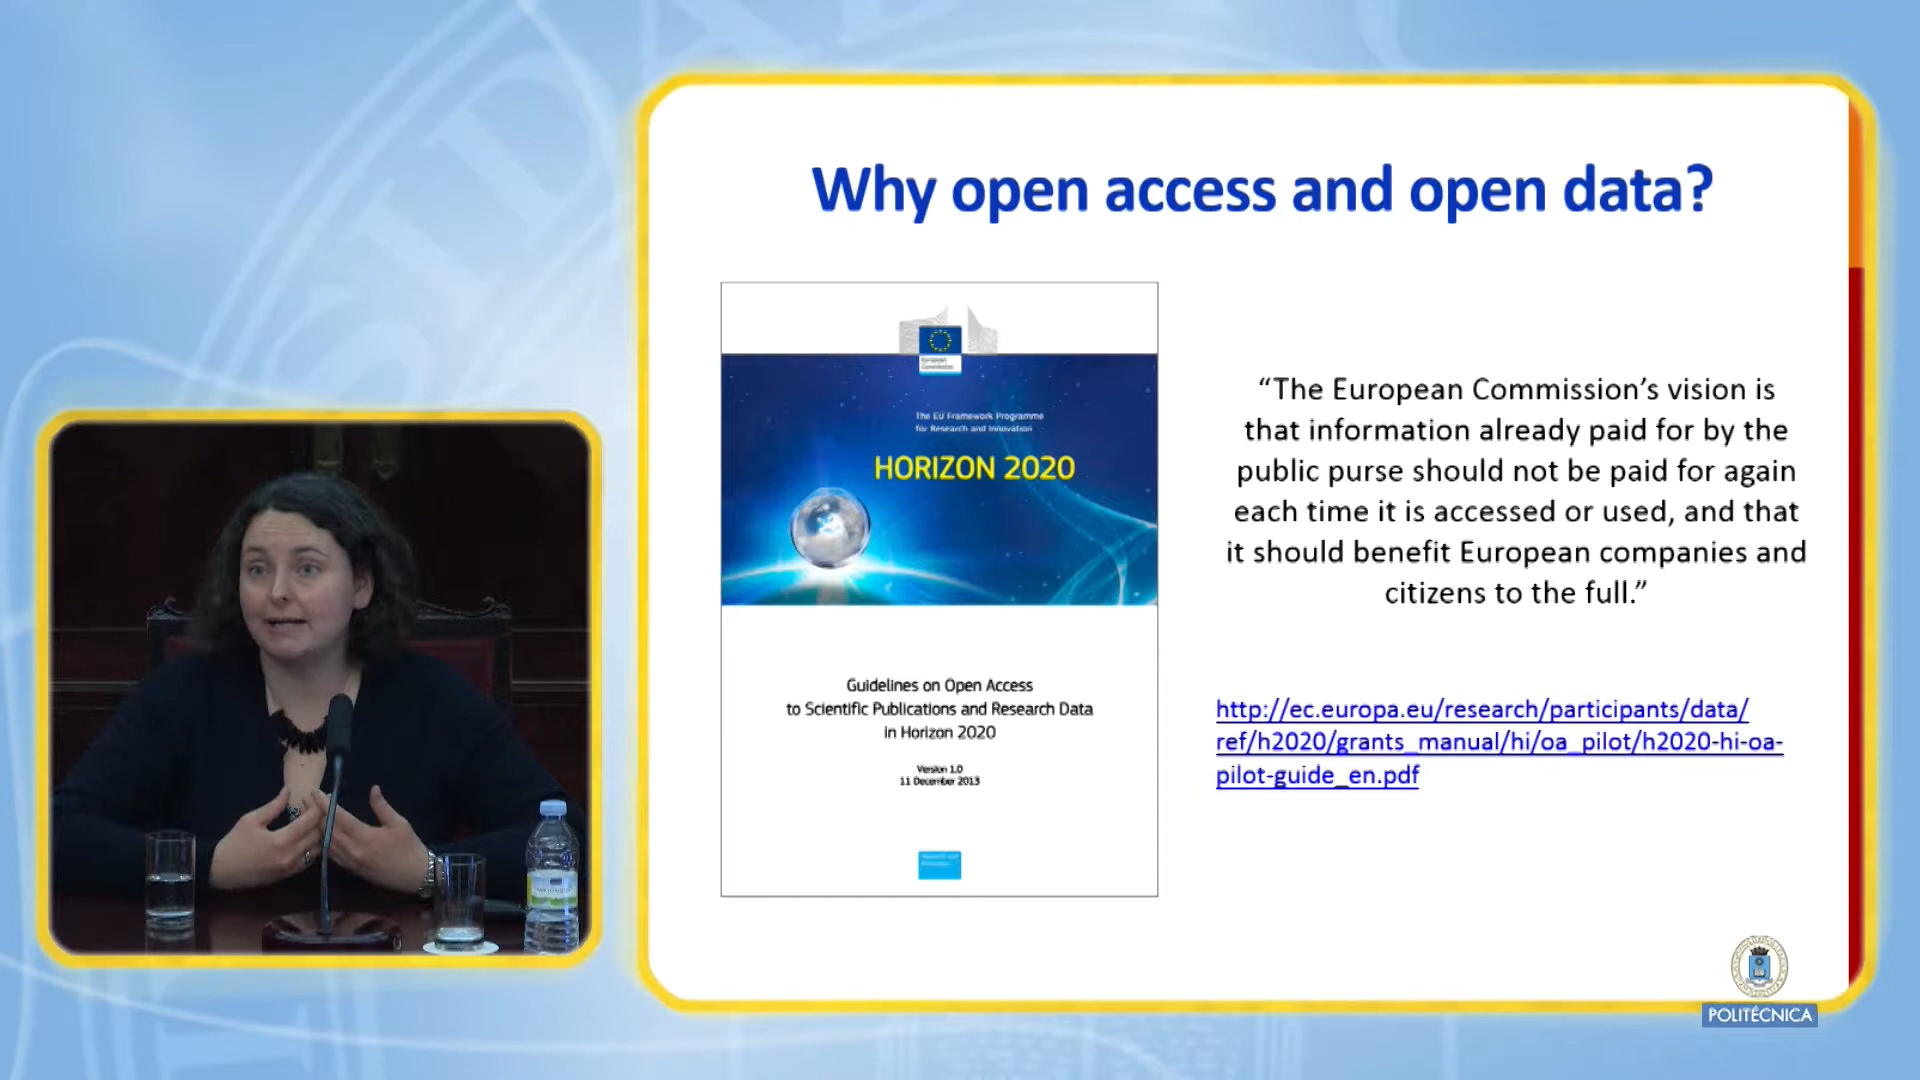 Why open access and open data?
European
Commission
The EU Framework Programme
for Research and Innovation
HORIZON 2020
Guidelines on Open Access
to Scientific Publications and Research Data
in Horizon 2020
Version 1.0
11 December 2013
“The European Commission’s vision is
that information already paid for by the
public purse should not be paid for again
each time it is accessed or used, and that
it should benefit European companies and
citizens to the full.”
http://ec.europa.eu/research/participants/data/
ref/h2020/grants_manual/hi/oa_pilot/h2020-hi-oa-
pilot-guide_en.pdf
POLITÉCNICA